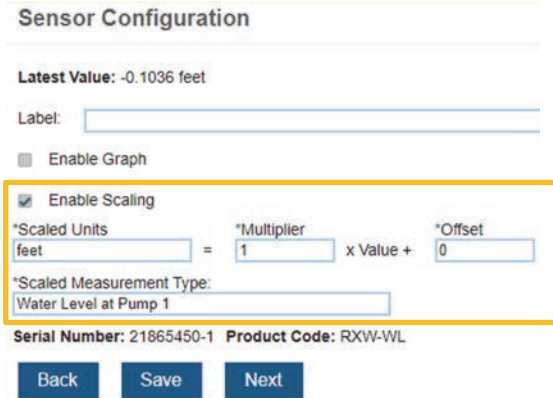 Sensor Configuration
Latest Value: -0.1036 feet
Label:
Enable Graph
Enable Scaling
*Scaled Units *Multiplier *Offset
feet = 1 x Value + 0
*Scaled Measurement Type:
Water Level at Pump 1
Serial Number: 21865450-1 Product Code: RXW-WL
Back Save Next